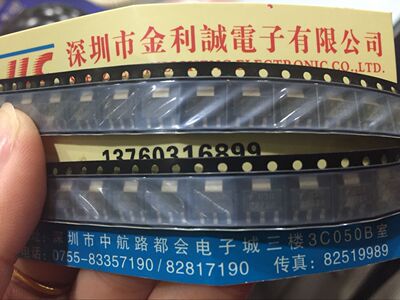 深圳市金利誠電子有限公司
ELECTRONIC CO.,LTD.
13760316899
深圳市中航路都会电子城三楼3C050B室
0755-83357190/82817190 传真：82519989